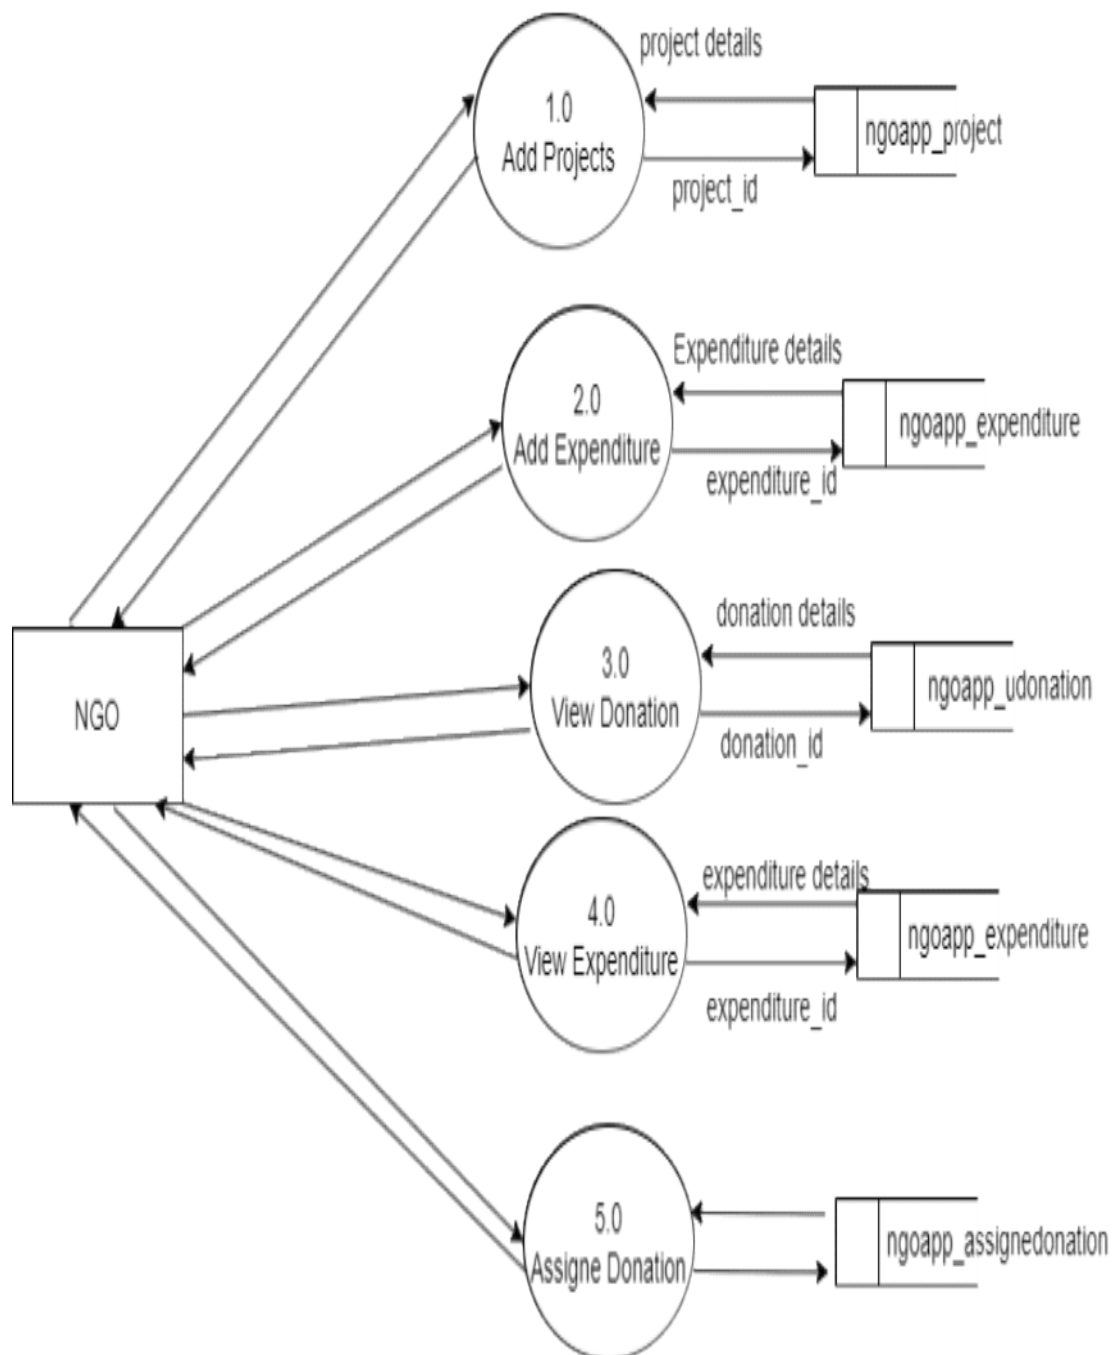 project details
1.0
Add Projects
ngoapp_project
project_id
Expenditure details
2.0
Add Expenditure
ngoapp_expenditure
expenditure_id
donation details
3.0
View Donation
ngoapp_udonation
donation_id
NGO
expenditure details
4.0
View Expenditure
ngoapp_expenditure
expenditure_id
5.0
Assigne Donation
ngoapp_assignedonation